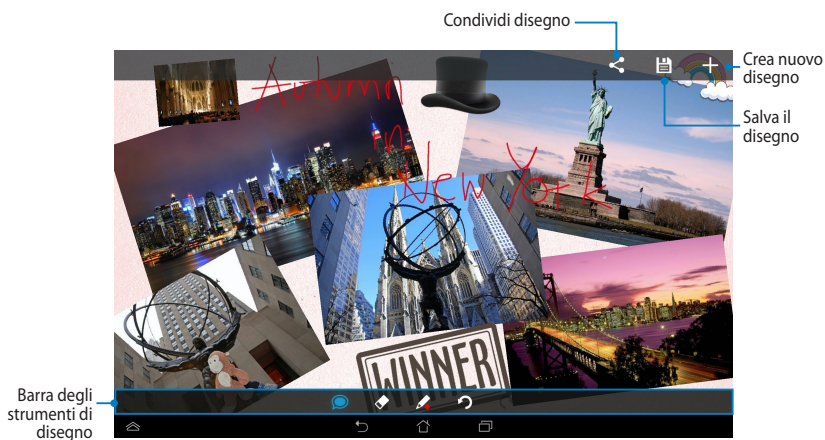 Condividi disegno
Crea nuovo
disegno
Salva il
disegno
Autumn
in
New York
WINNER
Barra degli
strumenti di
disegno